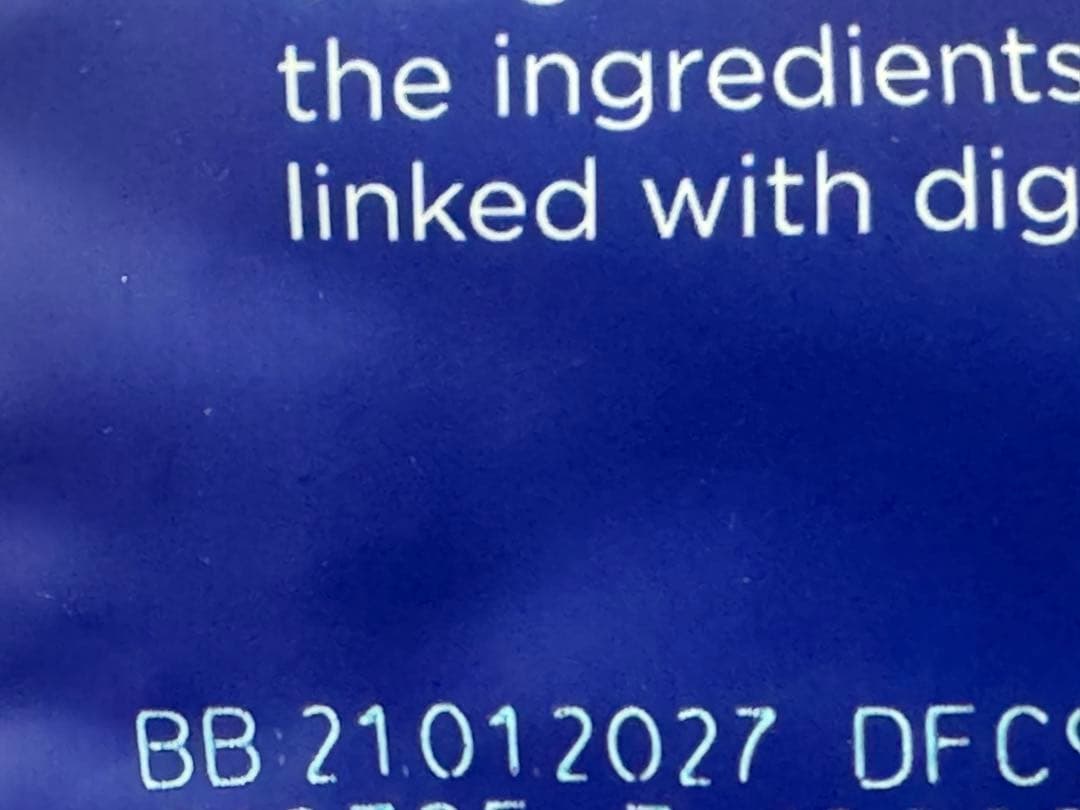 the ingredients
linked with dig
BB 21.01.2027 DFC